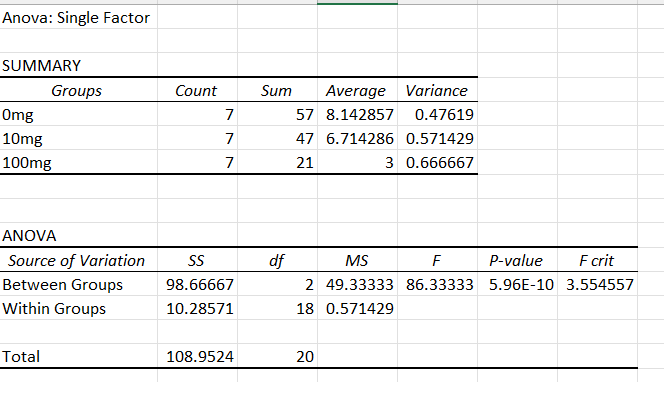 Anova: Single Factor
SUMMARY
Groups Count Sum Average Variance
0mg 7 57 8.142857 0.47619
10mg 7 47 6.714286 0.571429
100mg 7 21 3 0.666667
ANOVA
Source of Variation SS df MS F P-value F crit
Between Groups 98.66667 2 49.33333 86.33333 5.96E-10 3.554557
Within Groups 10.28571 18 0.571429
Total 108.9524 20